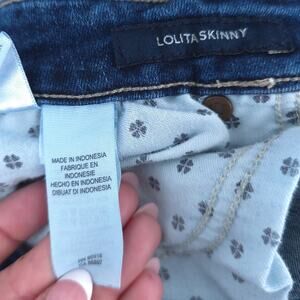 LOLITA SKINNY
MADE IN INDONESIA
FABRIQUE EN
INDONESIE
HECHO EN INDONESIA
DIBUAT DI INDONESIA